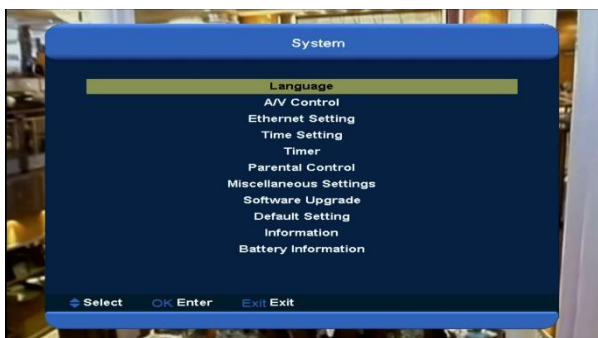 System
Language
A/V Control
Ethernet Setting
Time Setting
Timer
Parental Control
Miscellaneous Settings
Software Upgrade
Default Setting
Information
Battery Information
Select OK Enter Exit Exit